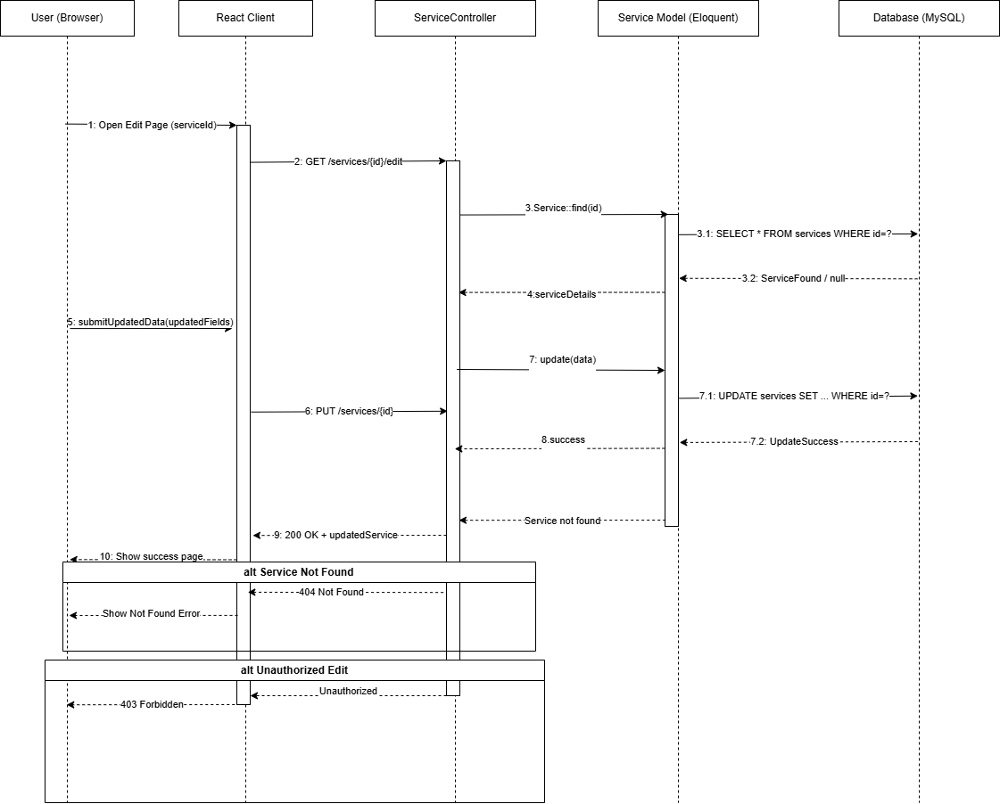 User (Browser)
React Client
ServiceController
Service Model (Eloquent)
Database (MySQL)
1: Open Edit Page (serviceId)
2: GET /services/{id}/edit
3.Service::find(id)
3.1: SELECT * FROM services WHERE id=?
3.2: ServiceFound / null
4:serviceDetails
5: submitUpdatedData(updatedFields)
7: update(data)
7.1: UPDATE services SET ... WHERE id=?
6: PUT /services/{id}
8.success
7.2: UpdateSuccess
Service not found
9: 200 OK + updatedService
10: Show success page
alt Service Not Found
404 Not Found
Show Not Found Error
alt Unauthorized Edit
Unauthorized
403 Forbidden